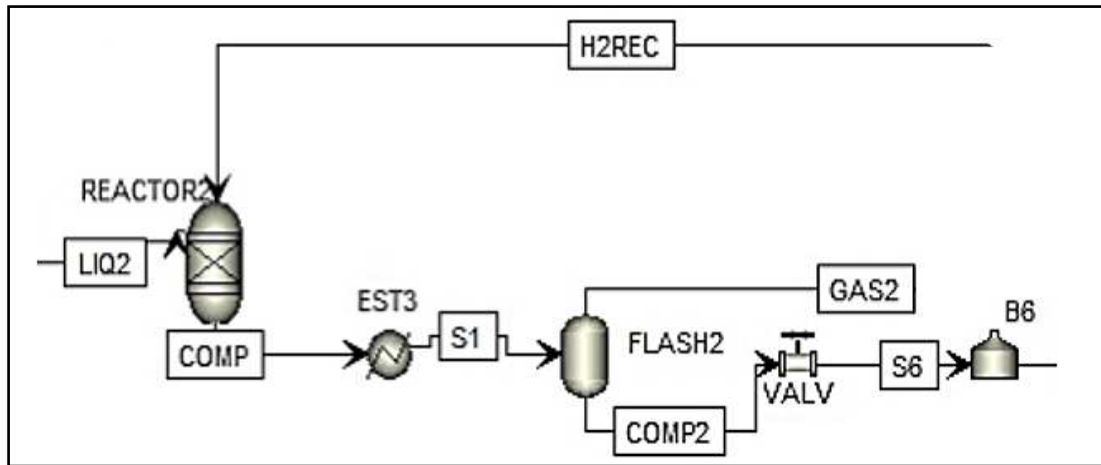 H2REC
REACTOR2
LIQ2
COMP
EST3
S1
FLASH2
GAS2
COMP2
VALV
S6
B6